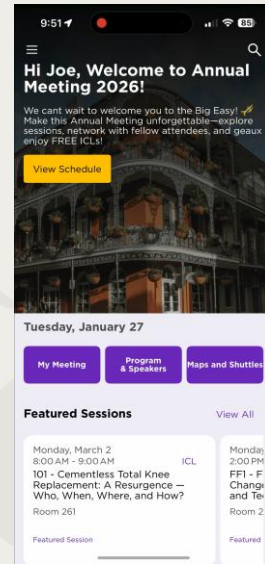 9:51
85
Hi Joe, Welcome to Annual
Meeting 2026!
We cant wait to welcome you to the Big Easy!
Make this Annual Meeting unforgettable—explore
sessions, network with fellow attendees, and geaux
enjoy FREE ICLs!
View Schedule
Tuesday, January 27
My Meeting
Program
& Speakers
Maps and Shuttles
Featured Sessions
View All
Monday, March 2
8:00 AM - 9:00 AM
ICL
101 - Cementless Total Knee
Replacement: A Resurgence —
Who, When, Where, and How?
Room 261
Featured Session
Monday
2:00 PM
FF1 - F
Change
and Te
Room 2
Featured